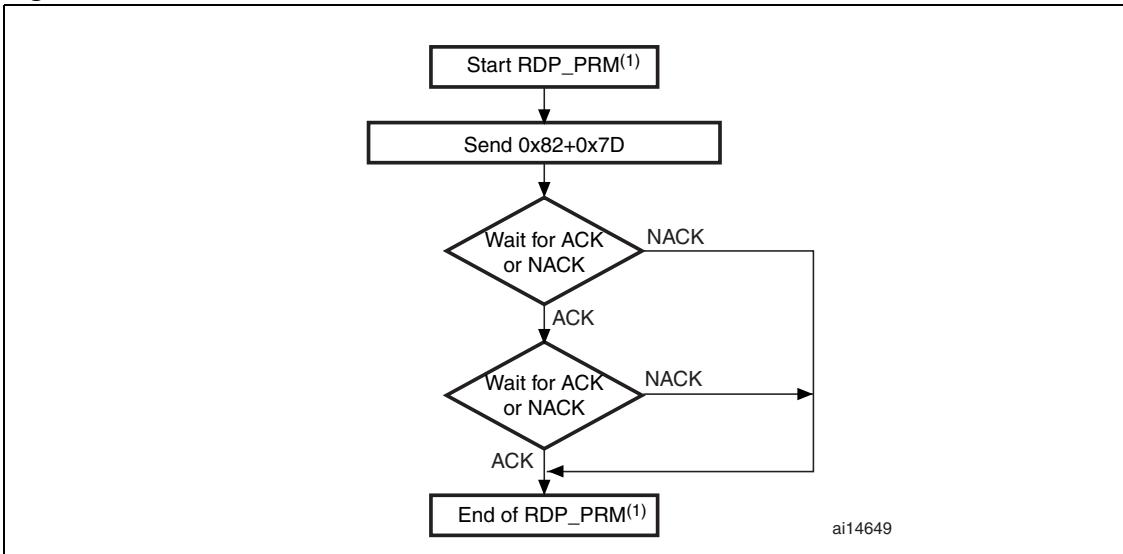 Start RDP_PRM(1)
Send 0x82+0x7D
Wait for ACK
or NACK
NACK
ACK
Wait for ACK
or NACK
NACK
ACK
End of RDP_PRM(1)
ai14649